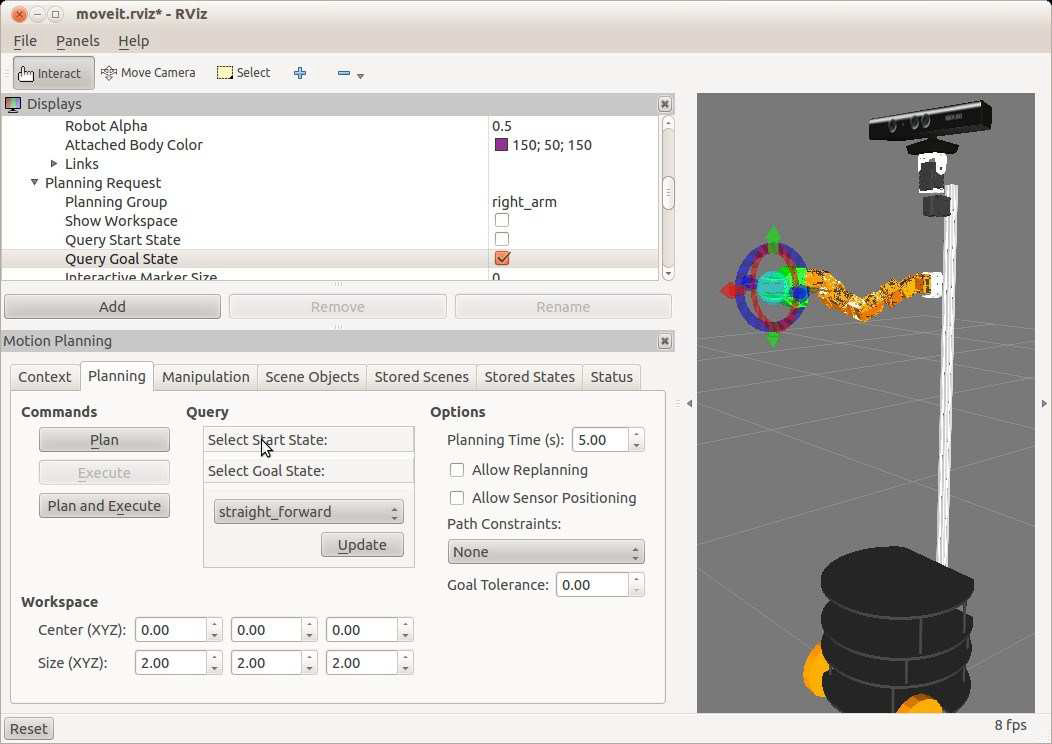 moveit.rviz* - RViz
File Panels Help
Interact Move Camera Select
Displays
Robot Alpha 0.5
Attached Body Color 150; 50; 150
Links
Planning Request
Planning Group right_arm
Show Workspace
Query Start State
Query Goal State
Interactive Marker Size 0
Add Remove Rename
Motion Planning
Context Planning Manipulation Scene Objects Stored Scenes Stored States Status
Commands Query Options
Plan Select Start State: Planning Time (s): 5.00
Execute Select Goal State: Allow Replanning
Plan and Execute straight_forward Allow Sensor Positioning
Path Constraints:
Update None
Goal Tolerance: 0.00
Workspace
Center (XYZ): 0.00 0.00 0.00
Size (XYZ): 2.00 2.00 2.00
Reset 8 fps